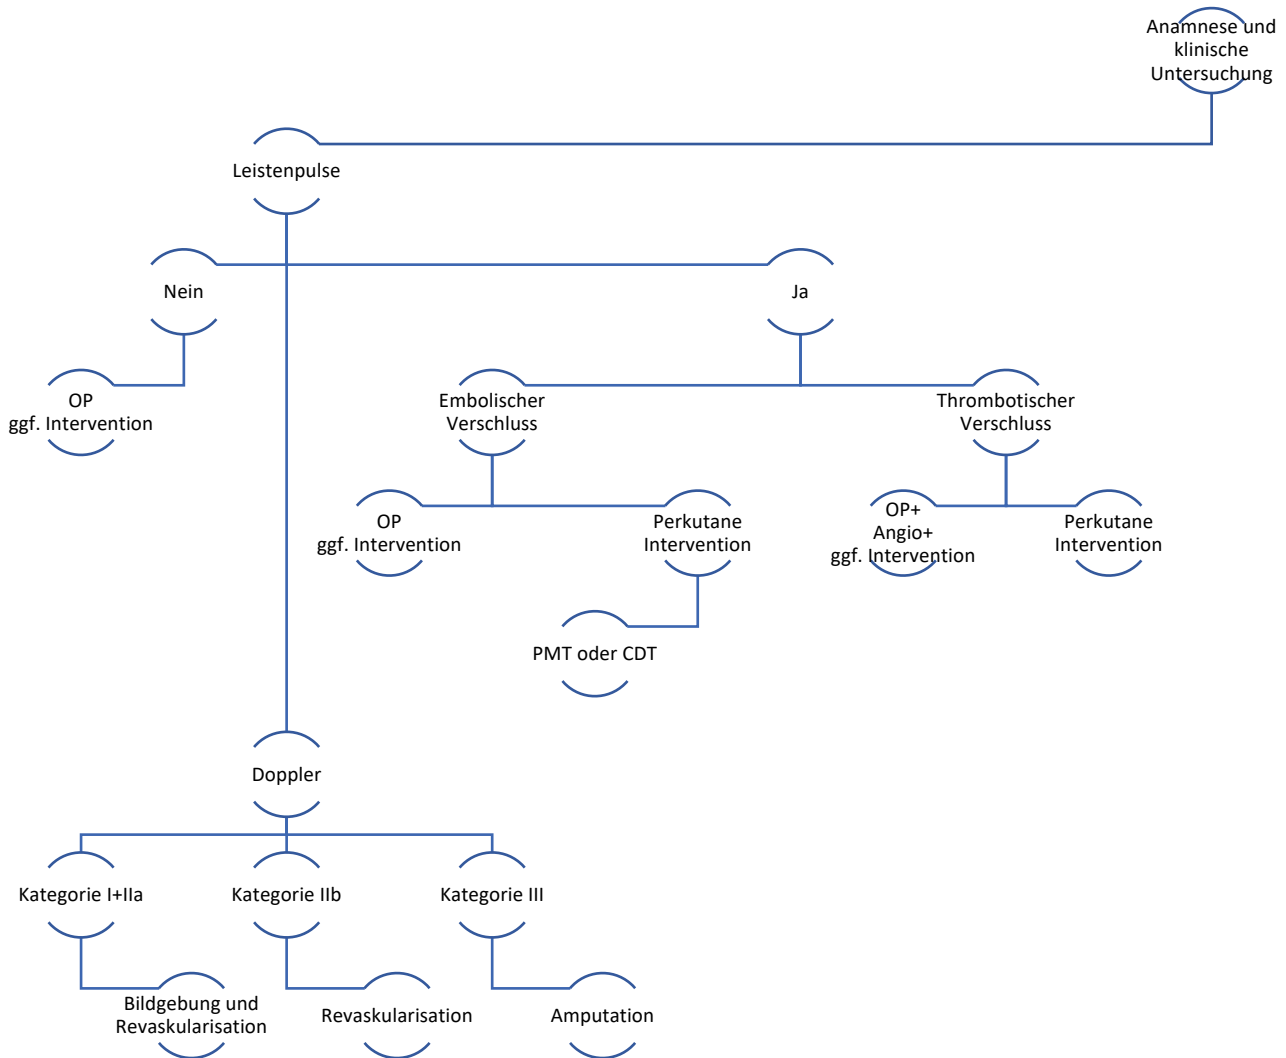 Anamnese und
klinische
Untersuchung
Leistenpulse
Nein
Ja
OP
ggf. Intervention
Embolischer
Verschluss
Thrombotischer
Verschluss
OP
ggf. Intervention
Perkutane
Intervention
OP+
Angio+
ggf. Intervention
Perkutane
Intervention
PMT oder CDT
Doppler
Kategorie I+IIa
Kategorie IIb
Kategorie III
Bildgebung und
Revaskularisation
Revaskularisation
Amputation